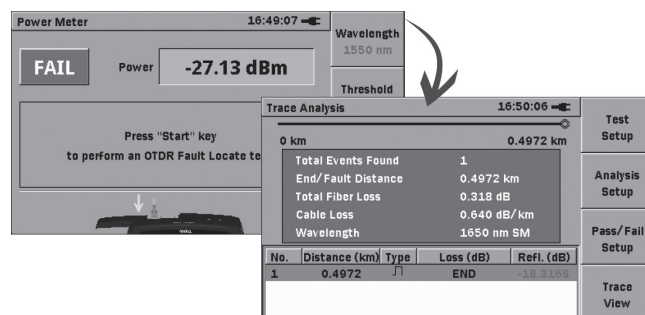 Power Meter 16:49:07
FAIL Power -27.13 dBm
Wavelength
1550 nm
Threshold
Press "Start" key
to perform an OTDR Fault Locate te
Trace Analysis 16:50:06
0 km 0.4972 km
Total Events Found 1
End/Fault Distance 0.4972 km
Total Fiber Loss 0.318 dB
Cable Loss 0.640 dB/km
Wavelength 1650 nm SM
No. Distance (km) Type Loss (dB) Refl. (dB)
1 0.4972 END -18.316S
Test
Setup
Analysis
Setup
Pass/Fail
Setup
Trace
View